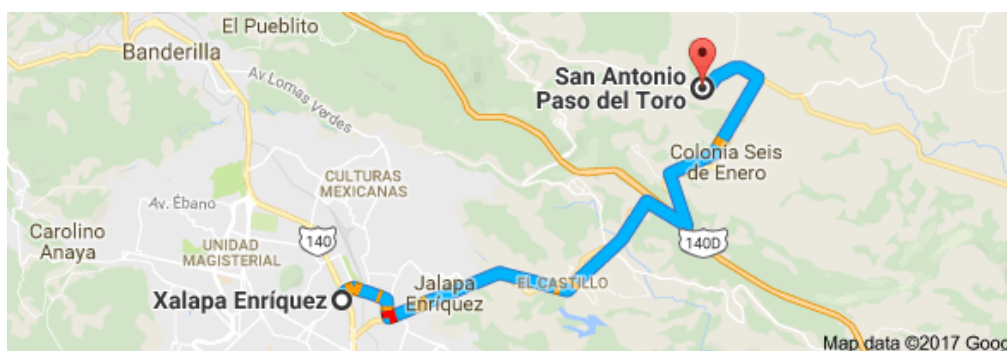 El Pueblito
Banderilla
Av Lomas Verdes
San Antonio
Paso del Toro
Colonia Seis
de Enero
CULTURAS
MEXICANAS
Av. Ébano
Carolino
Anaya
UNIDAD
MAGISTERIAL
140
140D
Jalapa
Enríquez
EL CASTILLO
Xalapa Enríquez
Map data ©2017 Goog